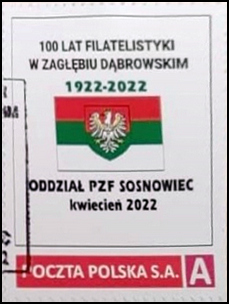 100 LAT FILATELISTYKI
W ZAGŁĘBIU DĄBROWSKIM
1922-2022
ODDZIAŁ PZF SOSNOWIEC
kwiecień 2022
POCZTA POLSKA S.A. A